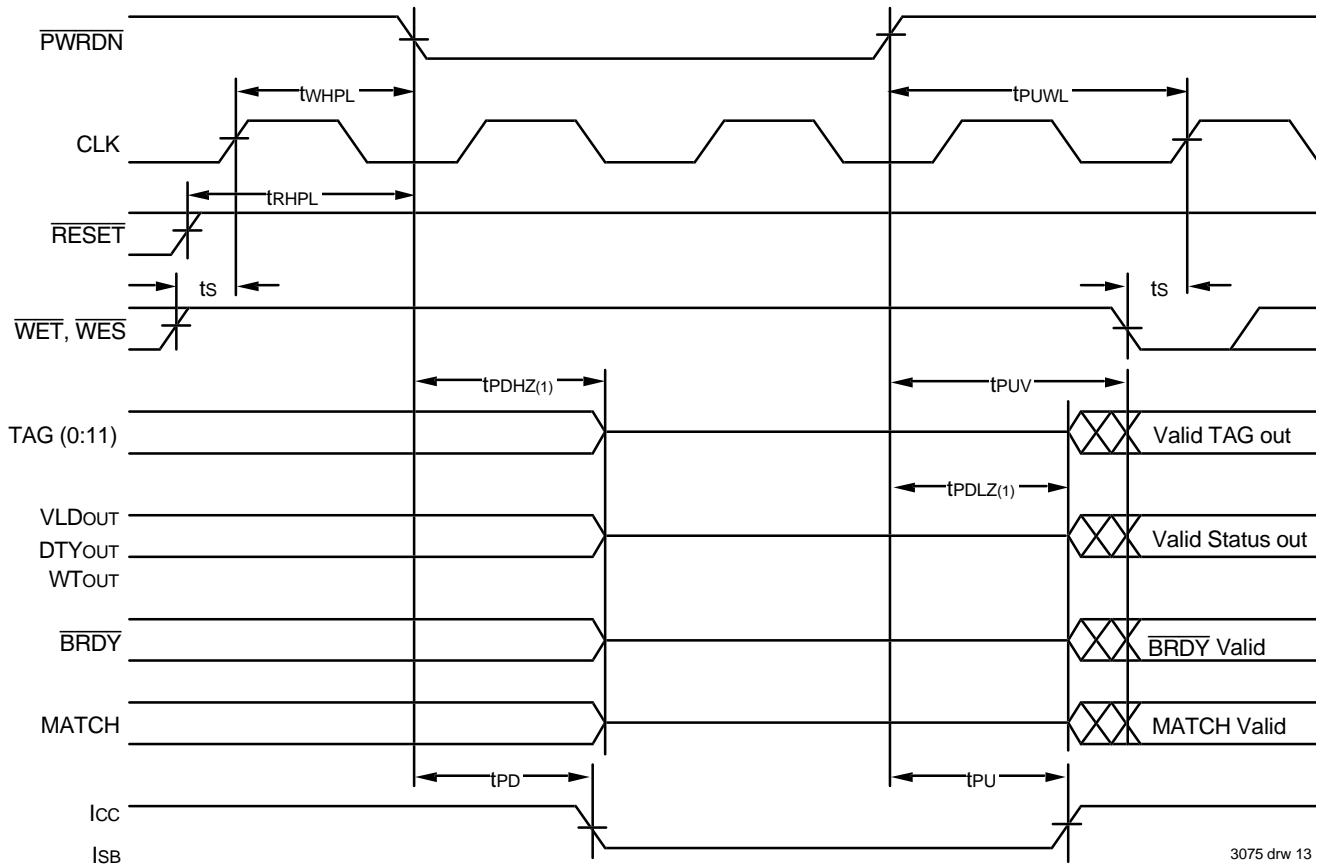 PWRDN
tWHPL
tPUWL
CLK
tRHPL
RESET
tS
tS
WET, WES
tPDHZ(1)
tPUV
TAG (0:11)
Valid TAG out
tPDLZ(1)
VLDOUT
DTYOUT
Valid Status out
WTOUT
BRDY
BRDY Valid
MATCH
MATCH Valid
tPD
tPU
ICC
ISB
3075 drw 13